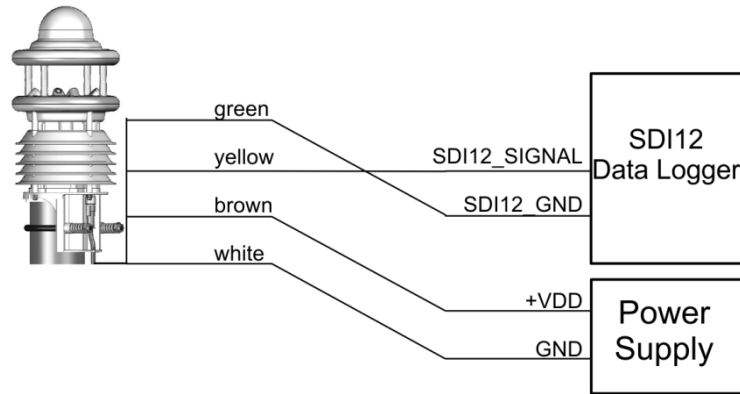 green
yellow
brown
white
SDI12_SIGNAL
SDI12_GND
+VDD
GND
SDI12
Data Logger
Power
Supply